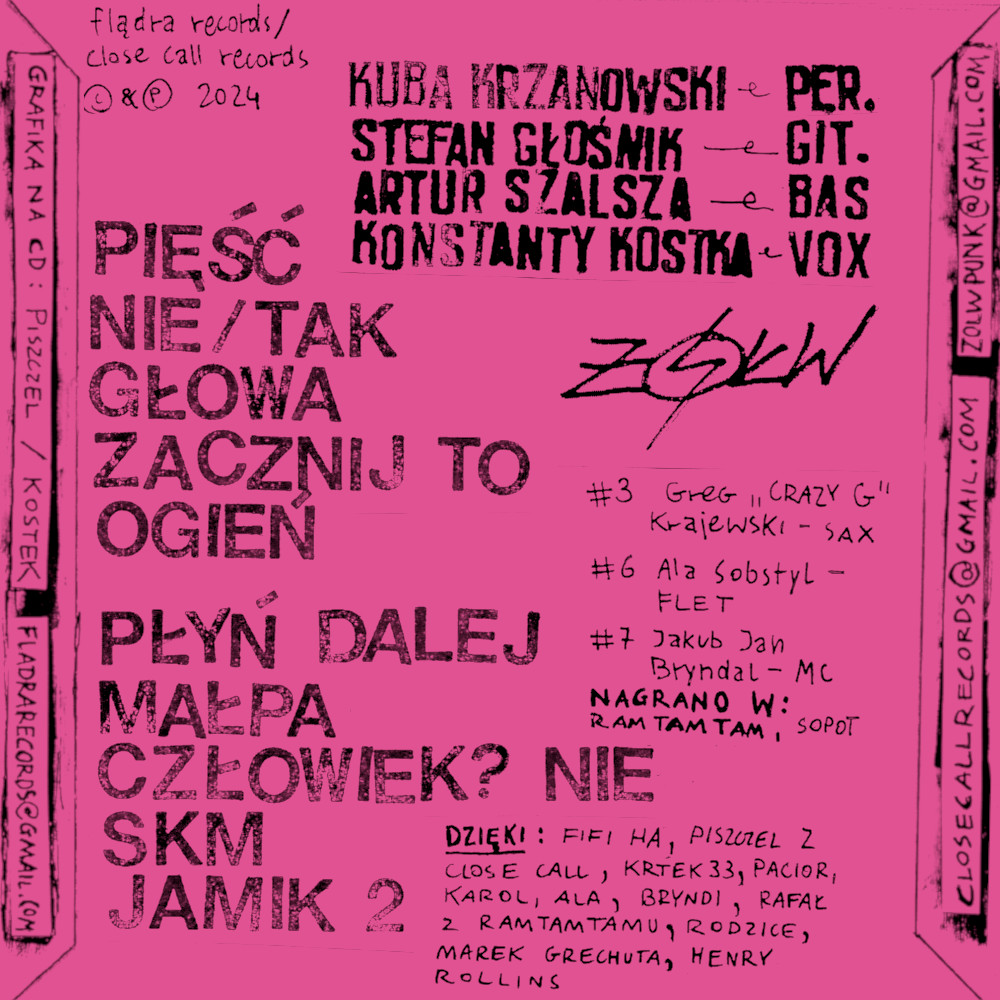 flądra records/
close call records
© & ℗ 2024
KUBA KRZANOWSKI - PER.
STEFAN GŁOŚNIK - GIT.
ARTUR SZALSZA - BAS
KONSTANTY KOSTKA - VOX
PIĘŚĆ
NIE/TAK
GŁOWA
ZACZNIJ TO
OGIEŃ
PŁYŃ DALEJ
MAŁPA
CZŁOWIEK? NIE
SKM
JAMIK 2
ŻÓŁW
#3 Greg „CRAZY G"
Krajewski - SAX
#6 Ala Sobstyl -
FLET
#7 Jakub Jan
Bryndal - MC
NAGRANO W:
RAMTAMTAM, SOPOT
DZIĘKI: FIFI HA, PISZCZEL Z
CLOSE CALL, KRTEK33, PACIOR,
KAROL, ALA, BRYNDI, RAFAŁ
Z RAMTAMTAMU, RODZICE,
MAREK GRECHUTA, HENRY
ROLLINS
GRAFIKA NA CD: PISZCZEL / KOSTEK
FLADRARECORDS@GMAIL.COM
ZOLWPUNK@GMAIL.COM
CLOSECALLRECORDS@GMAIL.COM